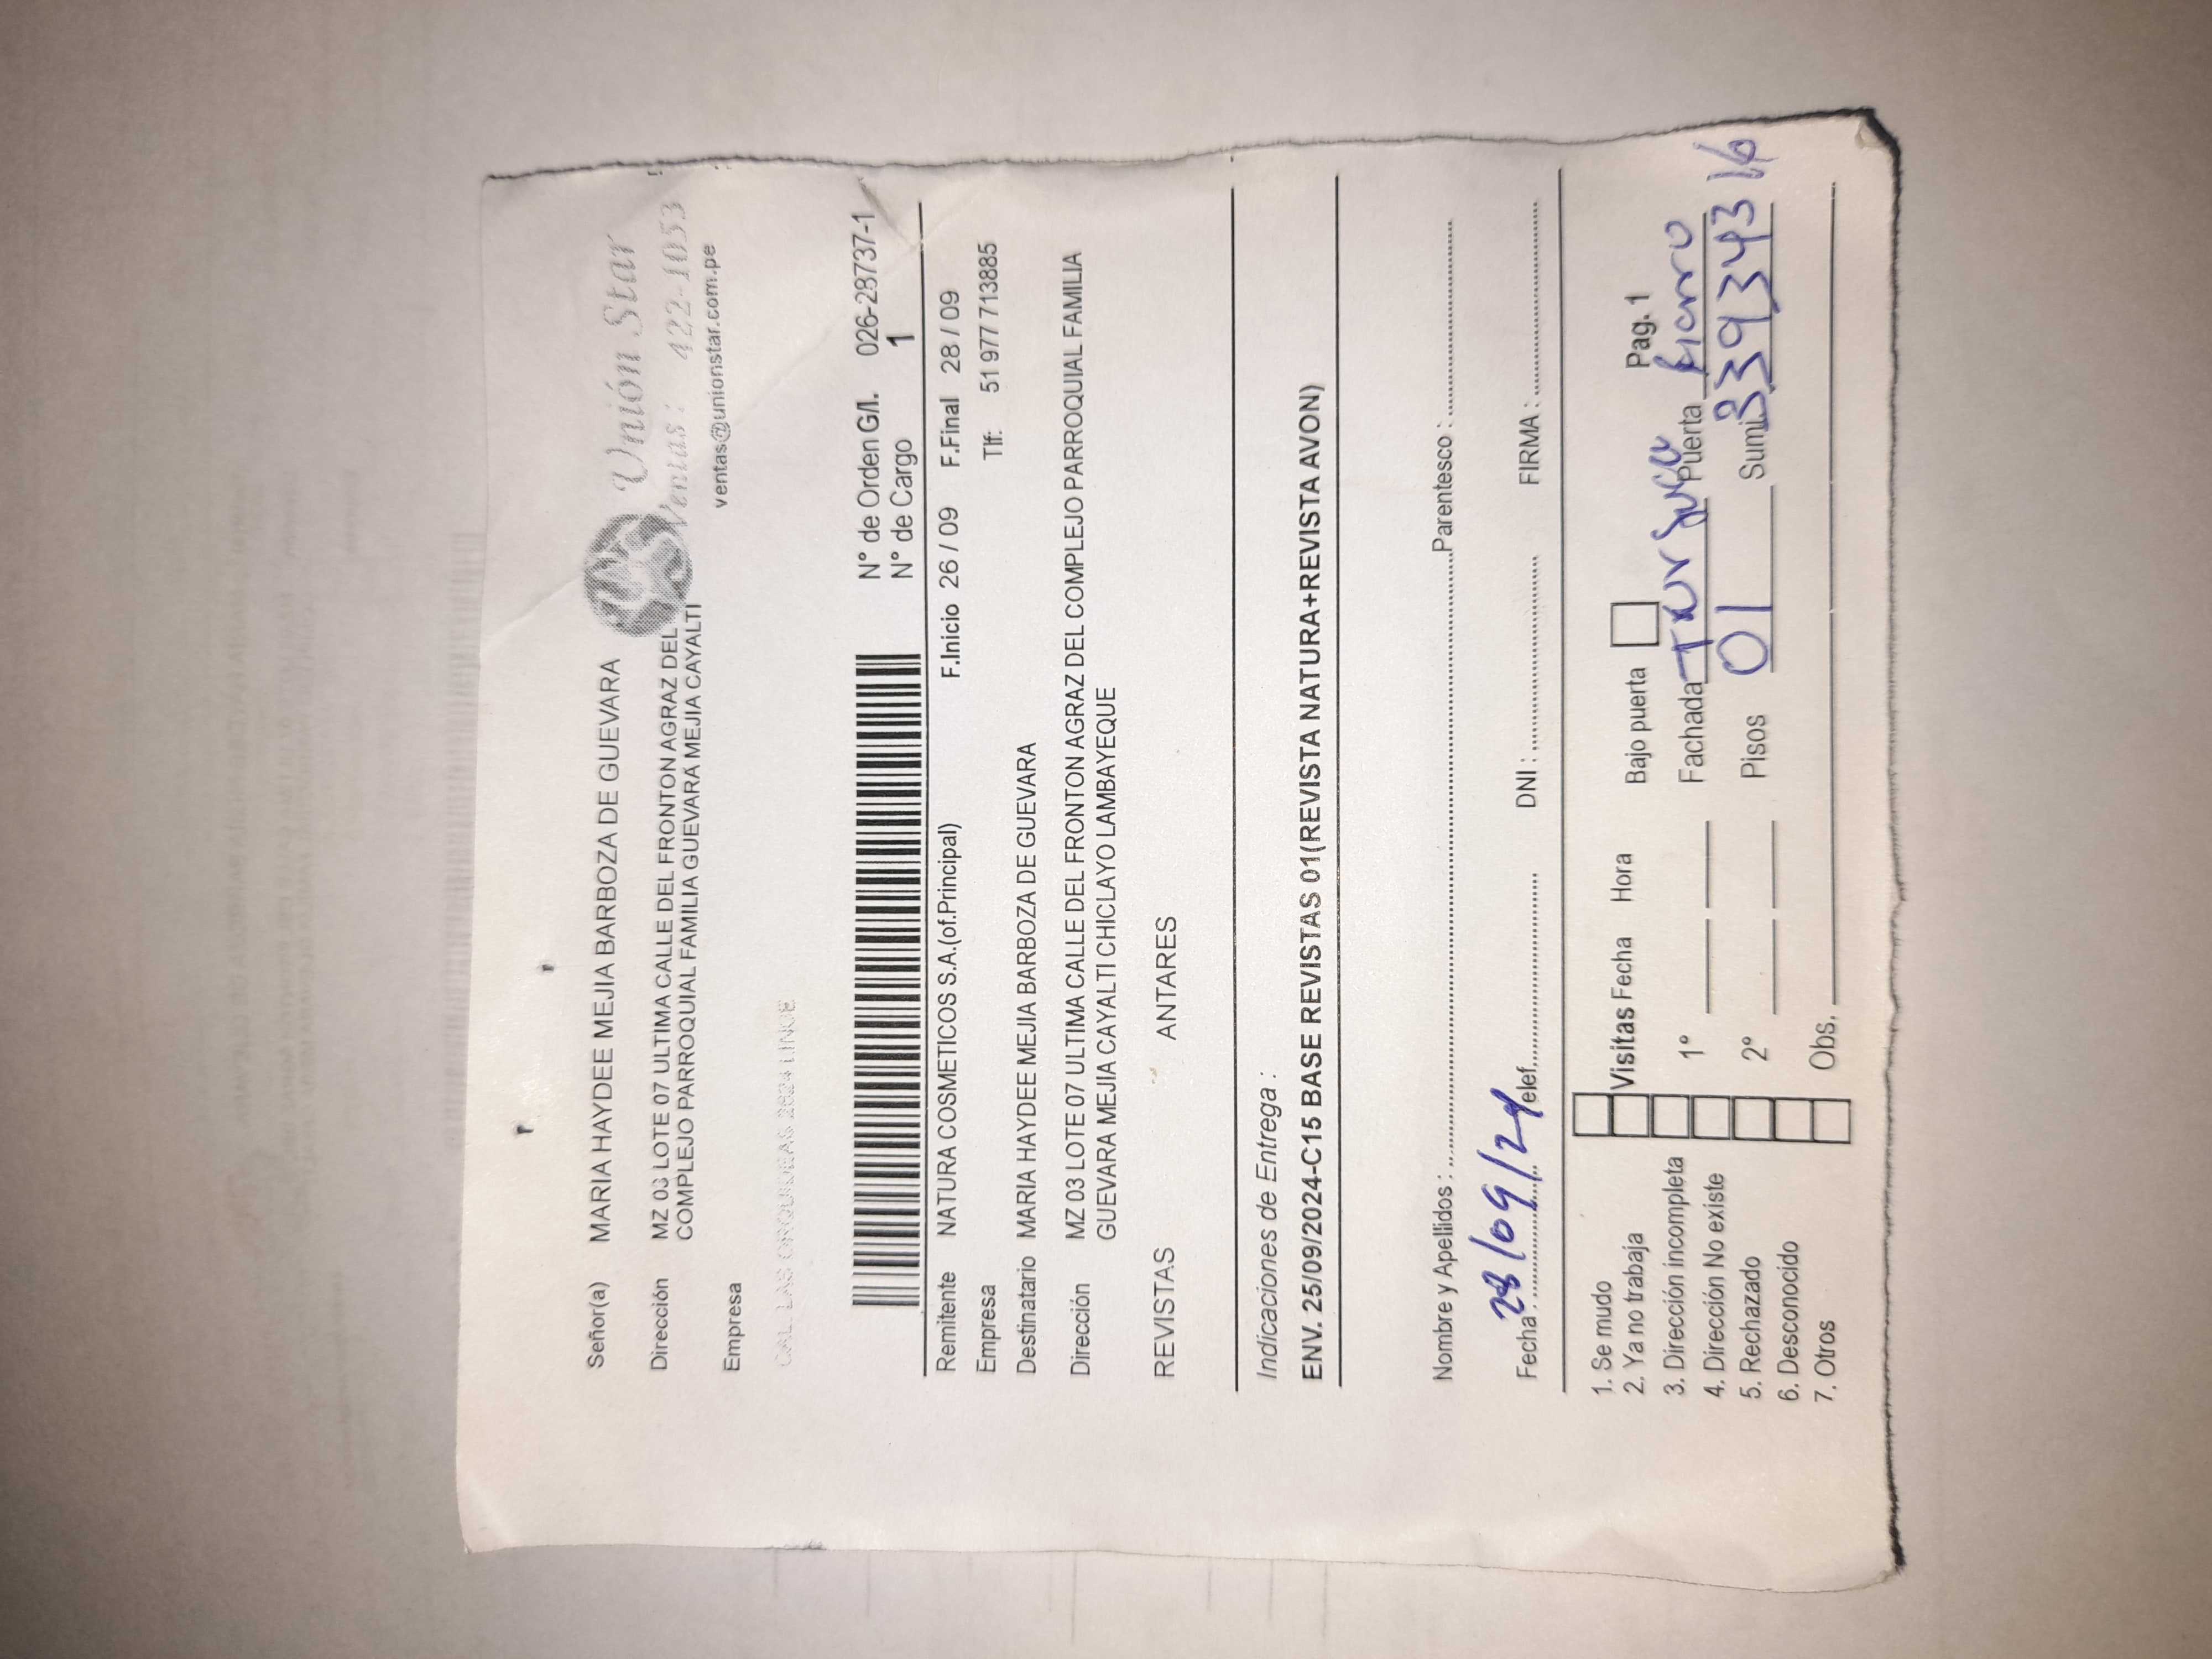 Señor(a) MARIA HAYDEE MEJIA BARBOZA DE GUEVARA
Unión Star
Dirección MZ 03 LOTE 07 ULTIMA CALLE DEL FRONTON AGRAZ DEL
COMPLEJO PARROQUIAL FAMILIA GUEVARA MEJIA CAYALTI
Ventas : 422-1053
ventas@unionstar.com.pe
Empresa
CAL. LAS ORQUIDEAS 2624 LINCE
N° de Orden G/I. 026-28737-1
N° de Cargo 1
Remitente NATURA COSMETICOS S.A.(of.Principal) F.Inicio 26 / 09 F.Final 28 / 09
Empresa Tlf: 51 977 713885
Destinatario MARIA HAYDEE MEJIA BARBOZA DE GUEVARA
Dirección MZ 03 LOTE 07 ULTIMA CALLE DEL FRONTON AGRAZ DEL COMPLEJO PARROQUIAL FAMILIA
GUEVARA MEJIA CAYALTI CHICLAYO LAMBAYEQUE
REVISTAS ANTARES
Indicaciones de Entrega :
ENV. 25/09/2024-C15 BASE REVISTAS 01(REVISTA NATURA+REVISTA AVON)
Nombre y Apellidos : Parentesco :
Fecha : 28/09/24 Telef. DNI : FIRMA :
1. Se mudo
2. Ya no trabaja Visitas Fecha Hora Bajo puerta Pag. 1
3. Dirección incompleta 1° Fachada Puerta fierro
4. Dirección No existe
5. Rechazado 2° Pisos 01 Sumi.
6. Desconocido
7. Otros Obs.